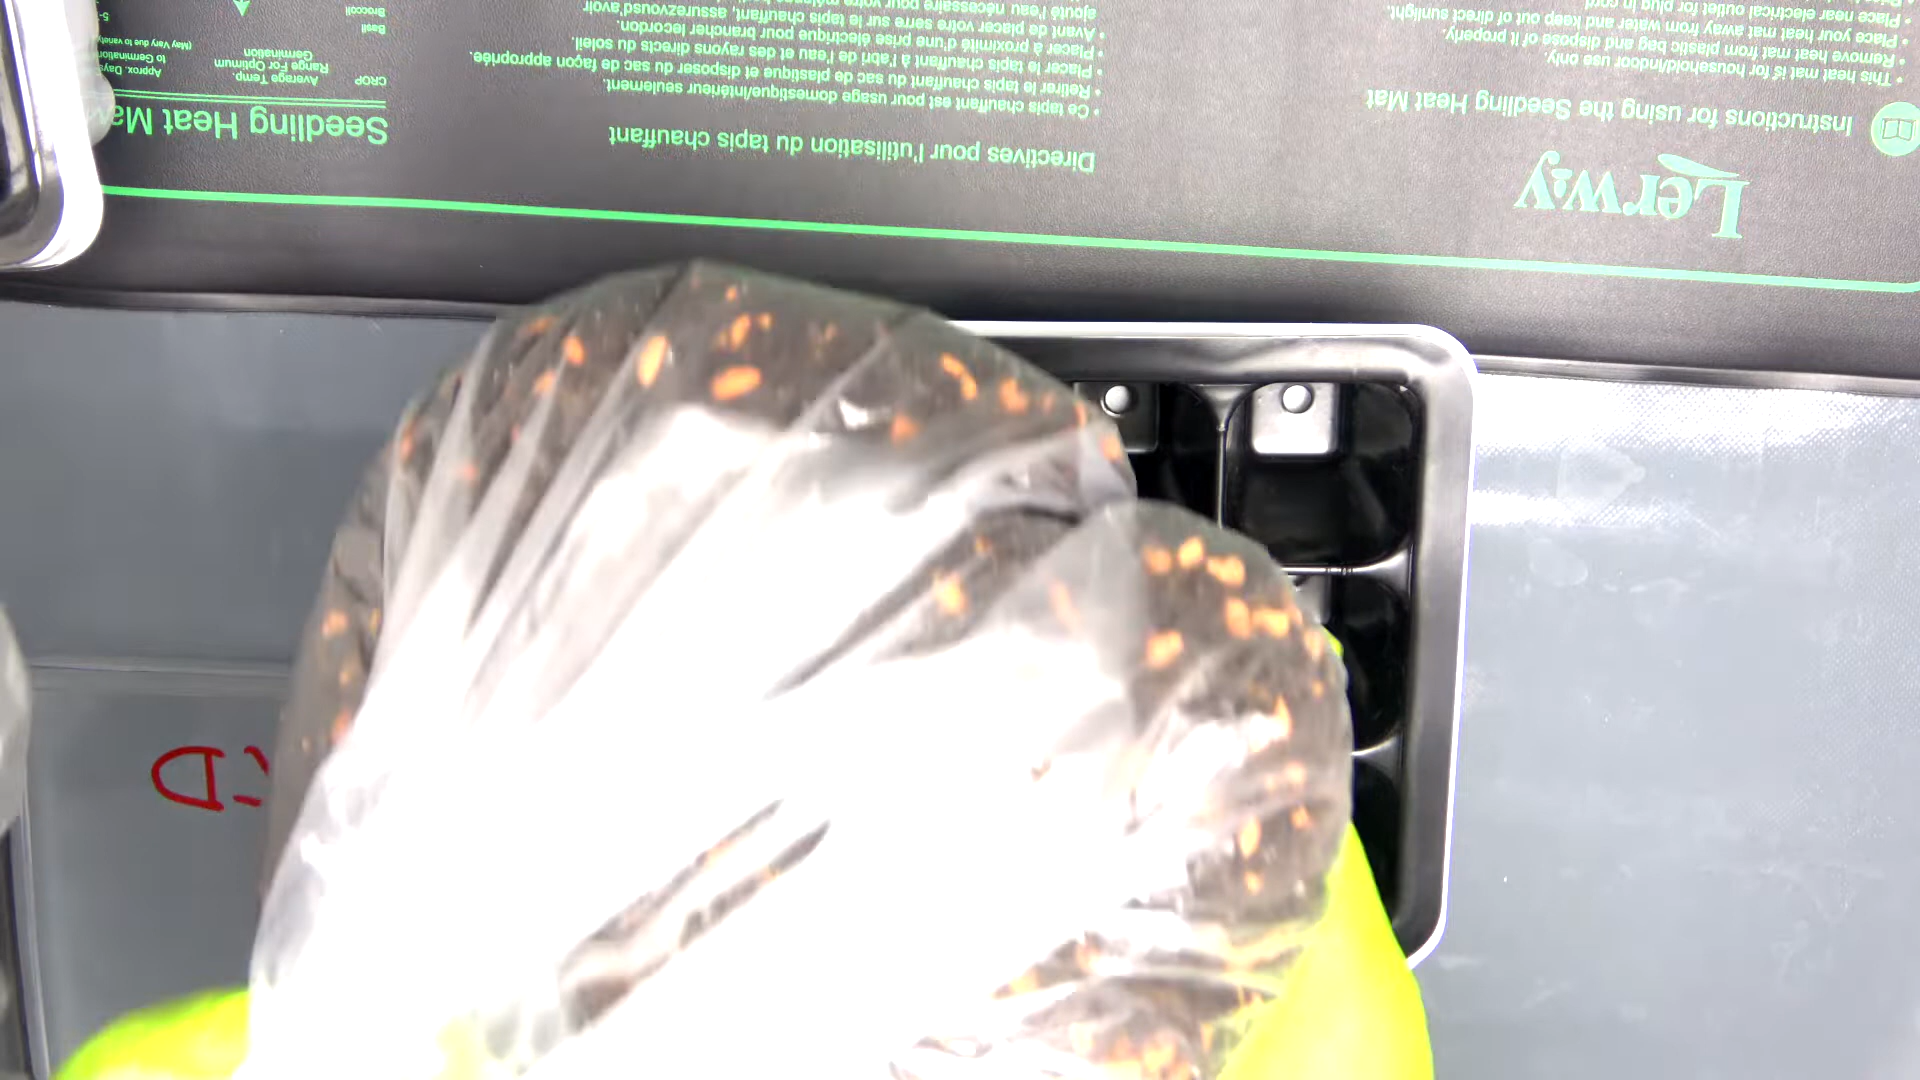 Lerway
Instructions for using the Seedling Heat Mat
• This heat mat is for household/indoor use only.
• Remove heat mat from plastic bag and dispose of it properly.
• Place your heat mat away from water and keep out of direct sunlight.
• Place near electrical outlet for plug in cord
Directives pour l'utilisation du tapis chauffant
• Ce tapis chauffant est pour usage domestique/intérieur seulement.
• Retirer le tapis chauffant du sac de plastique et disposer du sac de façon appropriée.
• Placer le tapis chauffant à l'abri de l'eau et des rayons directs du soleil.
• Placer à proximité d'une prise électrique pour brancher lecordon.
• Avant de placer votre serre sur le tapis chauffant, assurezvousd'avoir
ajouté l'eau nécessaire pour votre mélange
Seedling Heat
CROP
Average Temp.
Range For Optimum
Germination
Approx. Days
to Germination
(May Vary due to variety
Basil
Broccoli